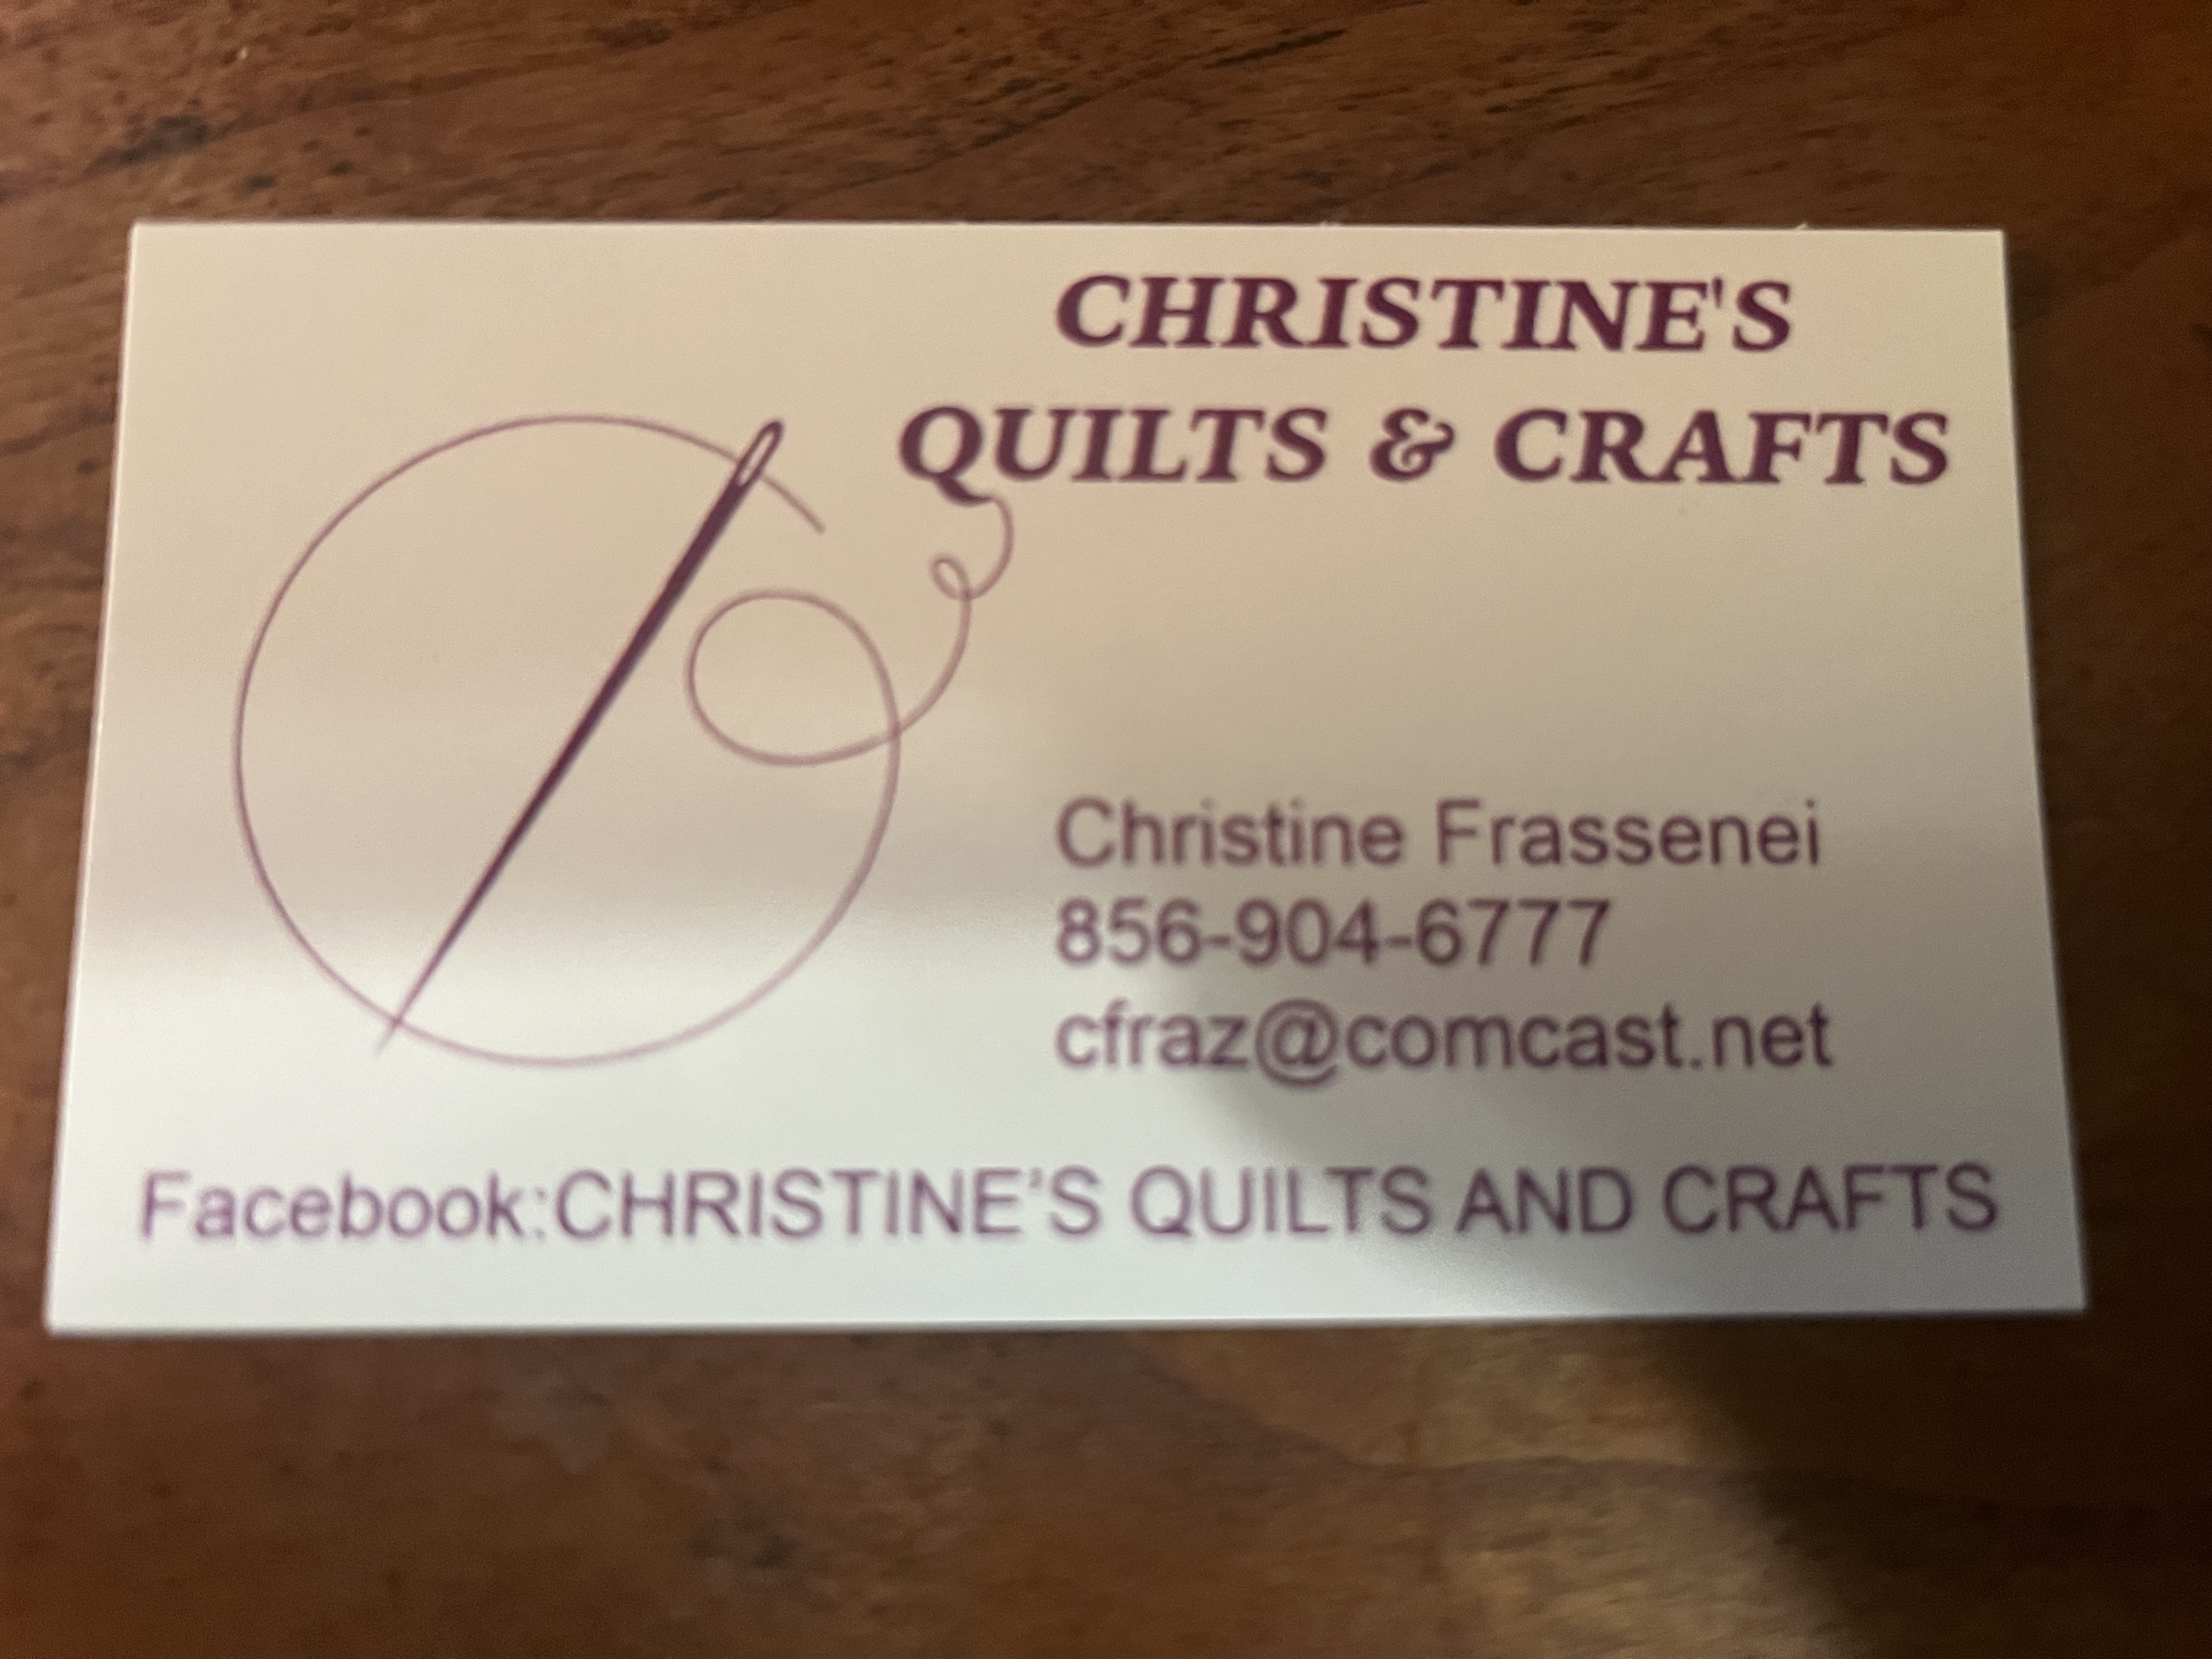 CHRISTINE'S
QUILTS & CRAFTS
Christine Frassenei
856-904-6777
cfraz@comcast.net
Facebook:CHRISTINE'S QUILTS AND CRAFTS